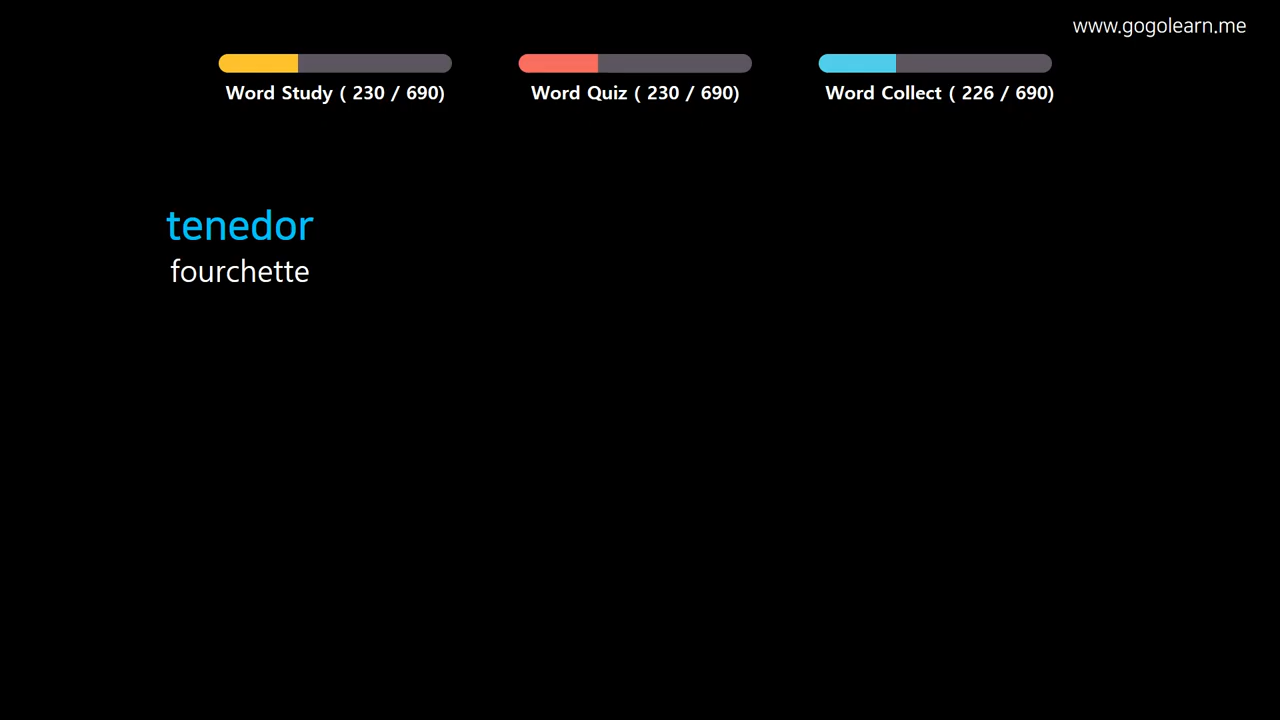 www.gogolearn.me
Word Study ( 230 / 690)
Word Quiz ( 230 / 690)
Word Collect ( 226 / 690)
tenedor
fourchette